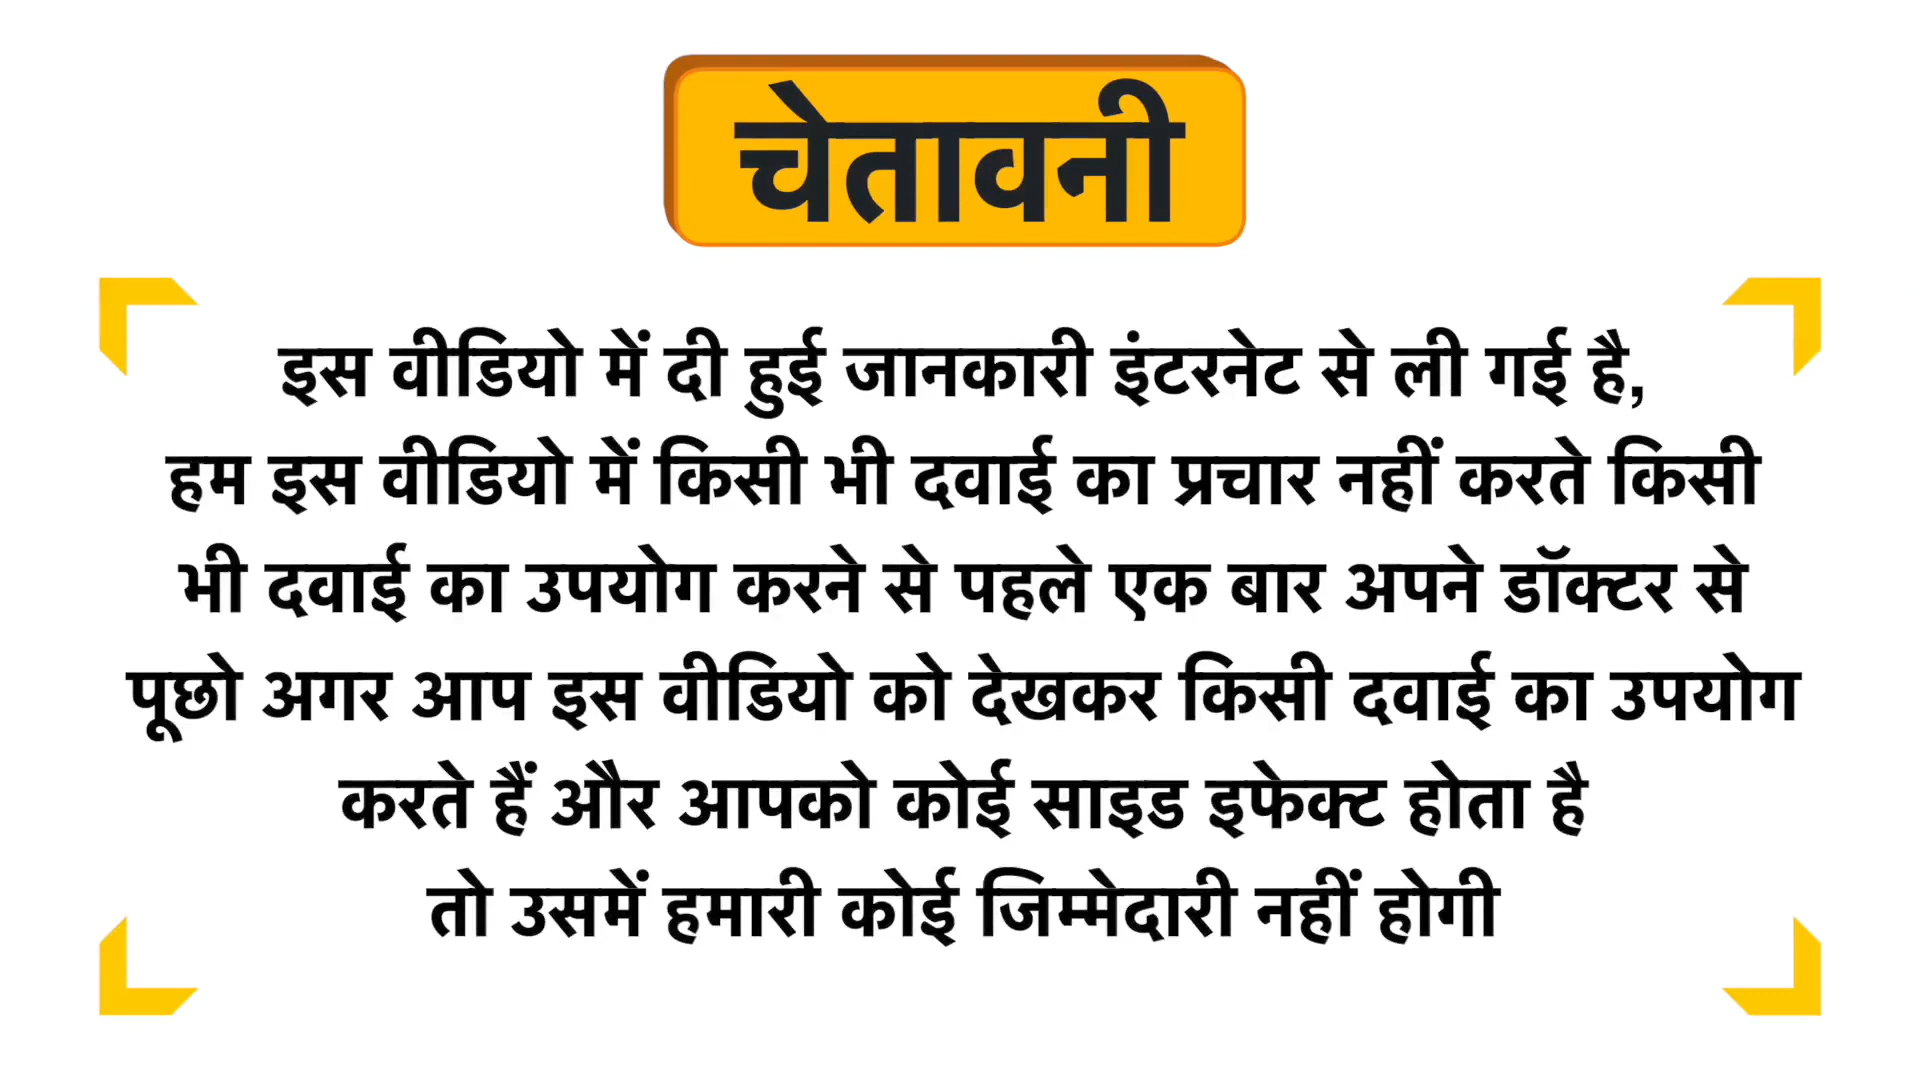 चेतावनी
इस वीडियो में दी हुई जानकारी इंटरनेट से ली गई है,
हम इस वीडियो में किसी भी दवाई का प्रचार नहीं करते किसी
भी दवाई का उपयोग करने से पहले एक बार अपने डॉक्टर से
पूछो अगर आप इस वीडियो को देखकर किसी दवाई का उपयोग
करते हैं और आपको कोई साइड इफेक्ट होता है
तो उसमें हमारी कोई जिम्मेदारी नहीं होगी